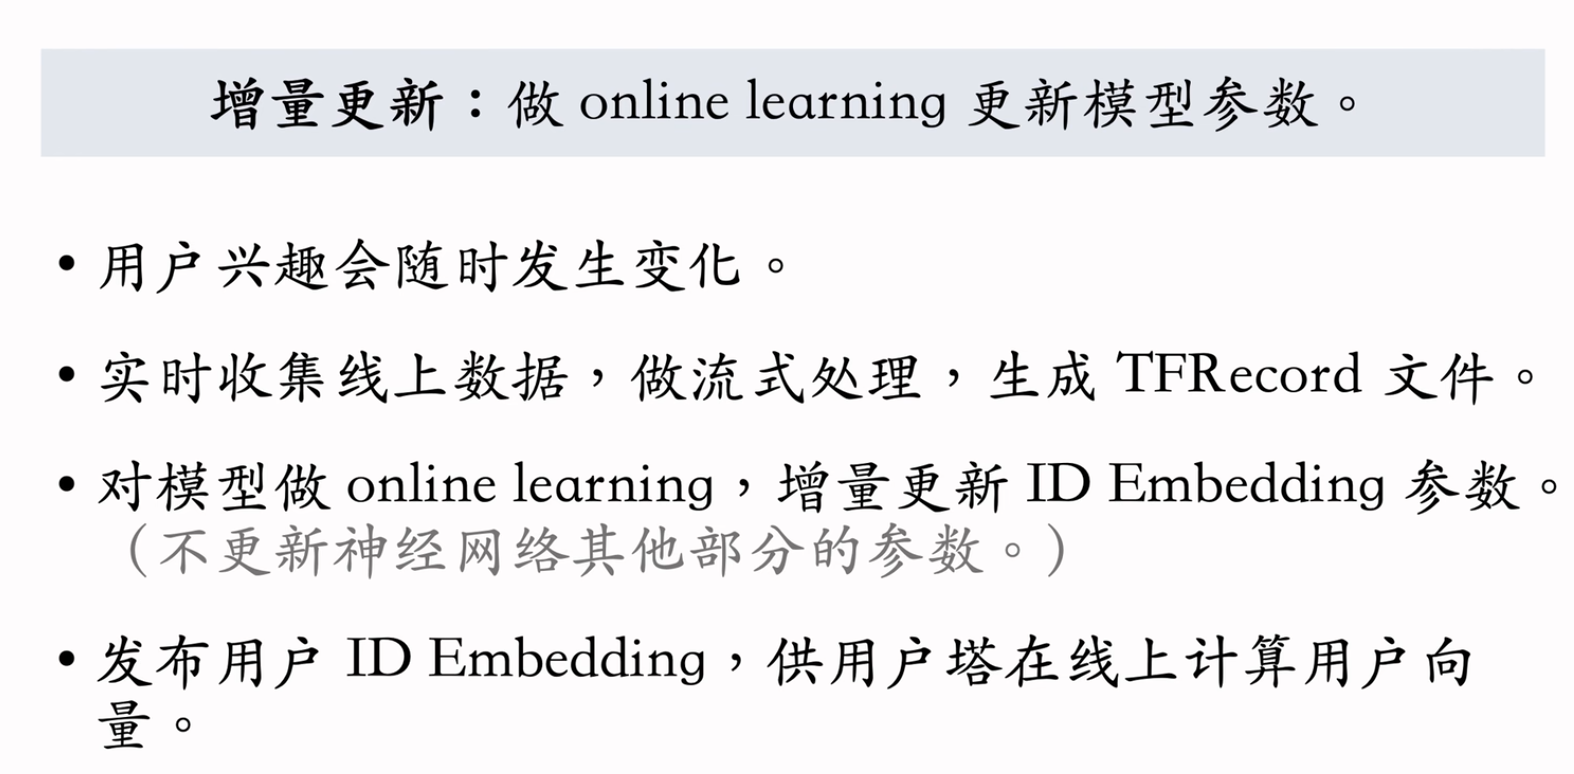 增量更新：做 online learning 更新模型参数。
• 用户兴趣会随时发生变化。
• 实时收集线上数据，做流式处理，生成 TFRecord 文件。
• 对模型做 online learning，增量更新 ID Embedding 参数。
（不更新神经网络其他部分的参数。）
• 发布用户 ID Embedding，供用户塔在线上计算用户向
量。